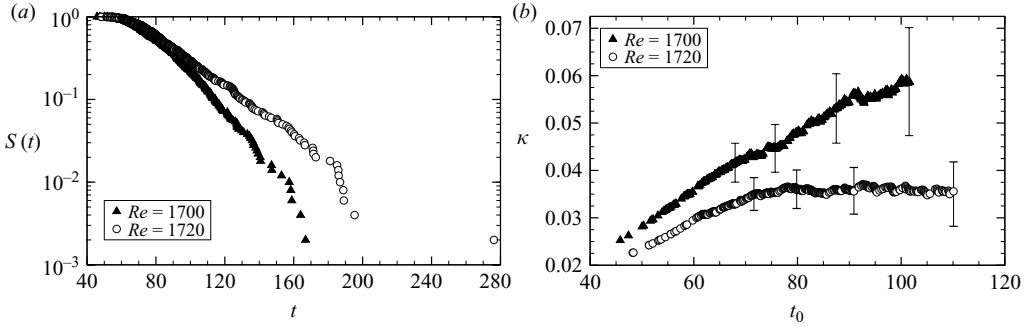 (a)
10⁰
10⁻¹
S (t)
10⁻²
10⁻³
Re = 1700
Re = 1720
40 80 120 160 200 240 280
t
(b)
0.07
0.06
0.05
κ
0.04
0.03
0.02
Re = 1700
Re = 1720
40 60 80 100 120
t₀